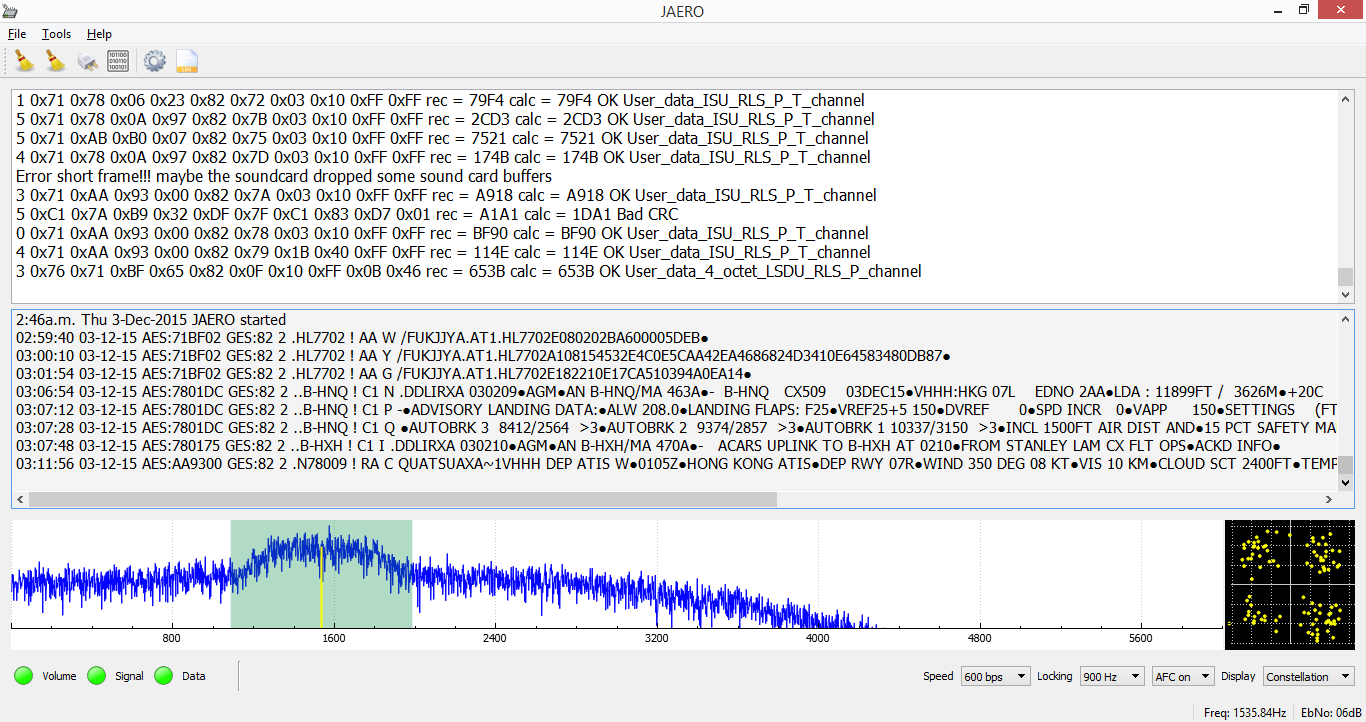 JAERO
File Tools Help
1 0x71 0x78 0x06 0x23 0x82 0x72 0x03 0x10 0xFF 0xFF rec = 79F4 calc = 79F4 OK User_data_ISU_RLS_P_T_channel
5 0x71 0x78 0x0A 0x97 0x82 0x7B 0x03 0x10 0xFF 0xFF rec = 2CD3 calc = 2CD3 OK User_data_ISU_RLS_P_T_channel
5 0x71 0xAB 0xB0 0x07 0x82 0x75 0x03 0x10 0xFF 0xFF rec = 7521 calc = 7521 OK User_data_ISU_RLS_P_T_channel
4 0x71 0x78 0x0A 0x97 0x82 0x7D 0x03 0x10 0xFF 0xFF rec = 174B calc = 174B OK User_data_ISU_RLS_P_T_channel
Error short frame!!! maybe the soundcard dropped some sound card buffers
3 0x71 0xAA 0x93 0x00 0x82 0x7A 0x03 0x10 0xFF 0xFF rec = A918 calc = A918 OK User_data_ISU_RLS_P_T_channel
5 0xC1 0x7A 0xB9 0x32 0xDF 0x7F 0xC1 0x83 0xD7 0x01 rec = A1A1 calc = 1DA1 Bad CRC
0 0x71 0xAA 0x93 0x00 0x82 0x78 0x03 0x10 0xFF 0xFF rec = BF90 calc = BF90 OK User_data_ISU_RLS_P_T_channel
4 0x71 0xAA 0x93 0x00 0x82 0x79 0x1B 0x40 0xFF 0xFF rec = 114E calc = 114E OK User_data_ISU_RLS_P_T_channel
3 0x76 0x71 0xBF 0x65 0x82 0x0F 0x10 0xFF 0x0B 0x46 rec = 653B calc = 653B OK User_data_4_octet_LSDU_RLS_P_channel
2:46a.m. Thu 3-Dec-2015 JAERO started
02:59:40 03-12-15 AES:71BF02 GES:82 2 .HL7702 ! AA W /FUKJJYA.AT1.HL7702E080202BA600005DEB●
03:00:10 03-12-15 AES:71BF02 GES:82 2 .HL7702 ! AA Y /FUKJJYA.AT1.HL7702A108154532E4C0E5CAA42EA4686824D3410E64583480DB87●
03:01:54 03-12-15 AES:71BF02 GES:82 2 .HL7702 ! AA G /FUKJJYA.AT1.HL7702E182210E17CA510394A0EA14●
03:06:54 03-12-15 AES:7801DC GES:82 2 ..B-HNQ ! C1 N .DDLIRXA 030209●AGM●AN B-HNQ/MA 463A●- B-HNQ CX509 03DEC15●VHHH:HKG 07L EDNO 2AA●LDA : 11899FT / 3626M●+20C
03:07:12 03-12-15 AES:7801DC GES:82 2 ..B-HNQ ! C1 P -●ADVISORY LANDING DATA:●ALW 208.0●LANDING FLAPS: F25●VREF25+5 150●DVREF 0●SPD INCR 0●VAPP 150●SETTINGS (FT
03:07:28 03-12-15 AES:7801DC GES:82 2 ..B-HNQ ! C1 Q ●AUTOBRK 3 8412/2564 >3●AUTOBRK 2 9374/2857 >3●AUTOBRK 1 10337/3150 >3●INCL 1500FT AIR DIST AND●15 PCT SAFETY MA
03:07:48 03-12-15 AES:780175 GES:82 2 ..B-HXH ! C1 I .DDLIRXA 030210●AGM●AN B-HXH/MA 470A●- ACARS UPLINK TO B-HXH AT 0210●FROM STANLEY LAM CX FLT OPS●ACKD INFO●
03:11:56 03-12-15 AES:AA9300 GES:82 2 .N78009 ! RA C QUATSUAXA~1VHHH DEP ATIS W●0105Z●HONG KONG ATIS●DEP RWY 07R●WIND 350 DEG 08 KT●VIS 10 KM●CLOUD SCT 2400FT●TEMP
800 1600 2400 3200 4000 4800 5600
Volume Signal Data Speed 600 bps Locking 900 Hz AFC on Display Constellation
Freq: 1535.84Hz EbNo: 06dB